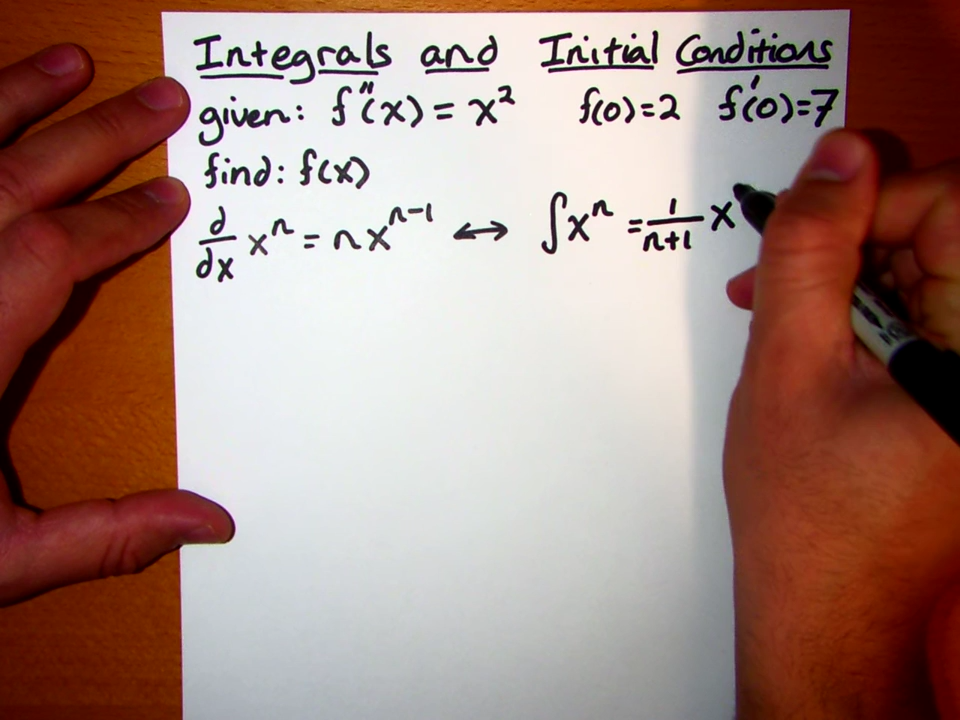 Integrals and Initial Conditions
given: f"(x) = x² f(0)=2 f'(0)=7
find: f(x)
d/dx xⁿ = nxⁿ⁻¹ ↔ ∫xⁿ = 1/(n+1) x